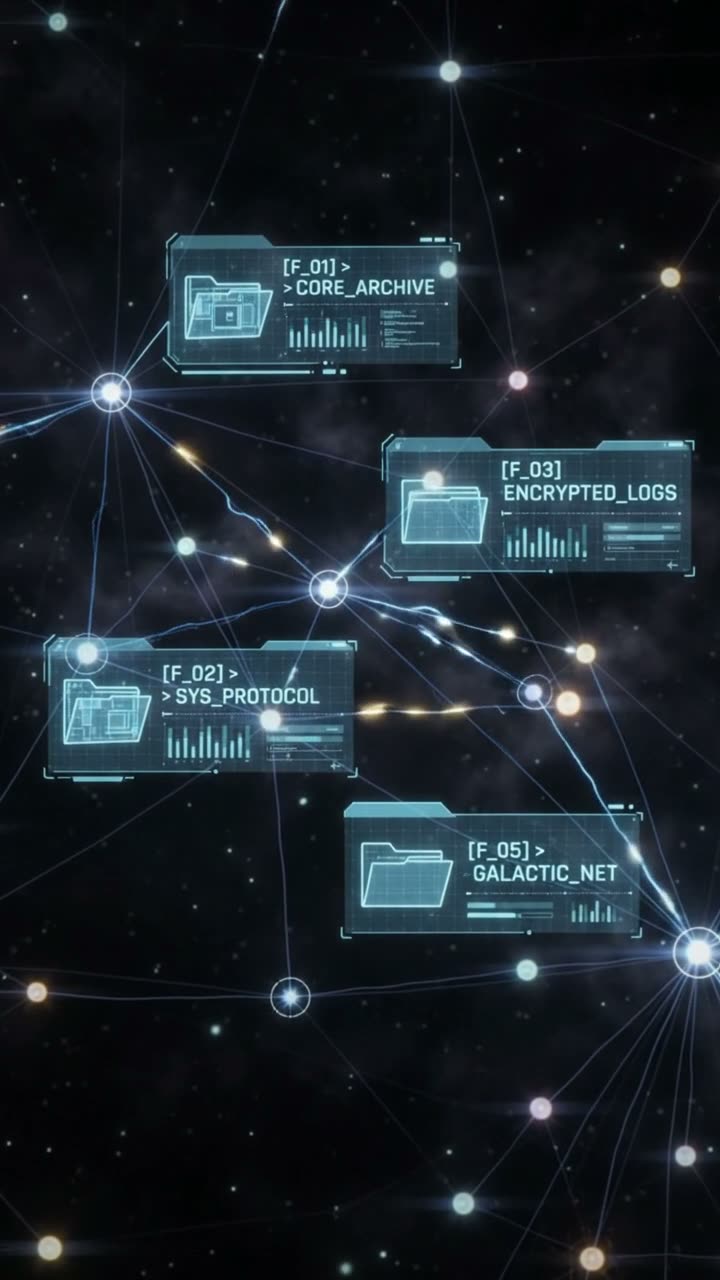 [F_01] >
> CORE_ARCHIVE
[F_03]
ENCRYPTED_LOGS
[F_02] >
> SYS_PROTOCOL
[F_05] >
GALACTIC_NET